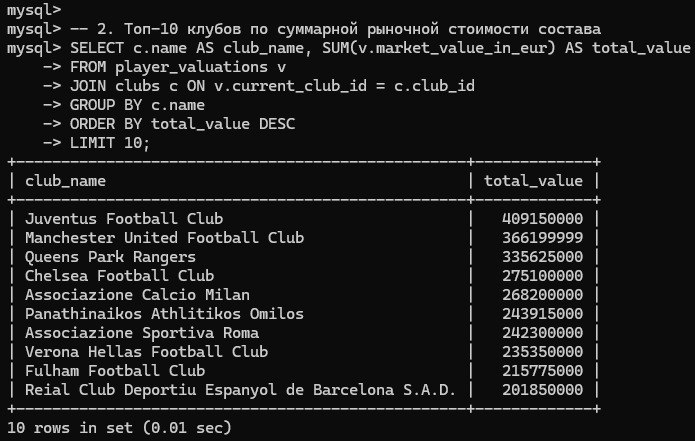 mysql>
mysql> -- 2. Топ-10 клубов по суммарной рыночной стоимости состава
mysql> SELECT c.name AS club_name, SUM(v.market_value_in_eur) AS total_value
    -> FROM player_valuations v
    -> JOIN clubs c ON v.current_club_id = c.club_id
    -> GROUP BY c.name
    -> ORDER BY total_value DESC
    -> LIMIT 10;
+-------------------------------------------------+-------------+
| club_name                                       | total_value |
+-------------------------------------------------+-------------+
| Juventus Football Club                          |   409150000 |
| Manchester United Football Club                 |   366199999 |
| Queens Park Rangers                             |   335625000 |
| Chelsea Football Club                           |   275100000 |
| Associazione Calcio Milan                       |   268200000 |
| Panathinaikos Athlitikos Omilos                 |   243915000 |
| Associazione Sportiva Roma                      |   242300000 |
| Verona Hellas Football Club                     |   235350000 |
| Fulham Football Club                            |   215775000 |
| Reial Club Deportiu Espanyol de Barcelona S.A.D. |   201850000 |
+-------------------------------------------------+-------------+
10 rows in set (0.01 sec)